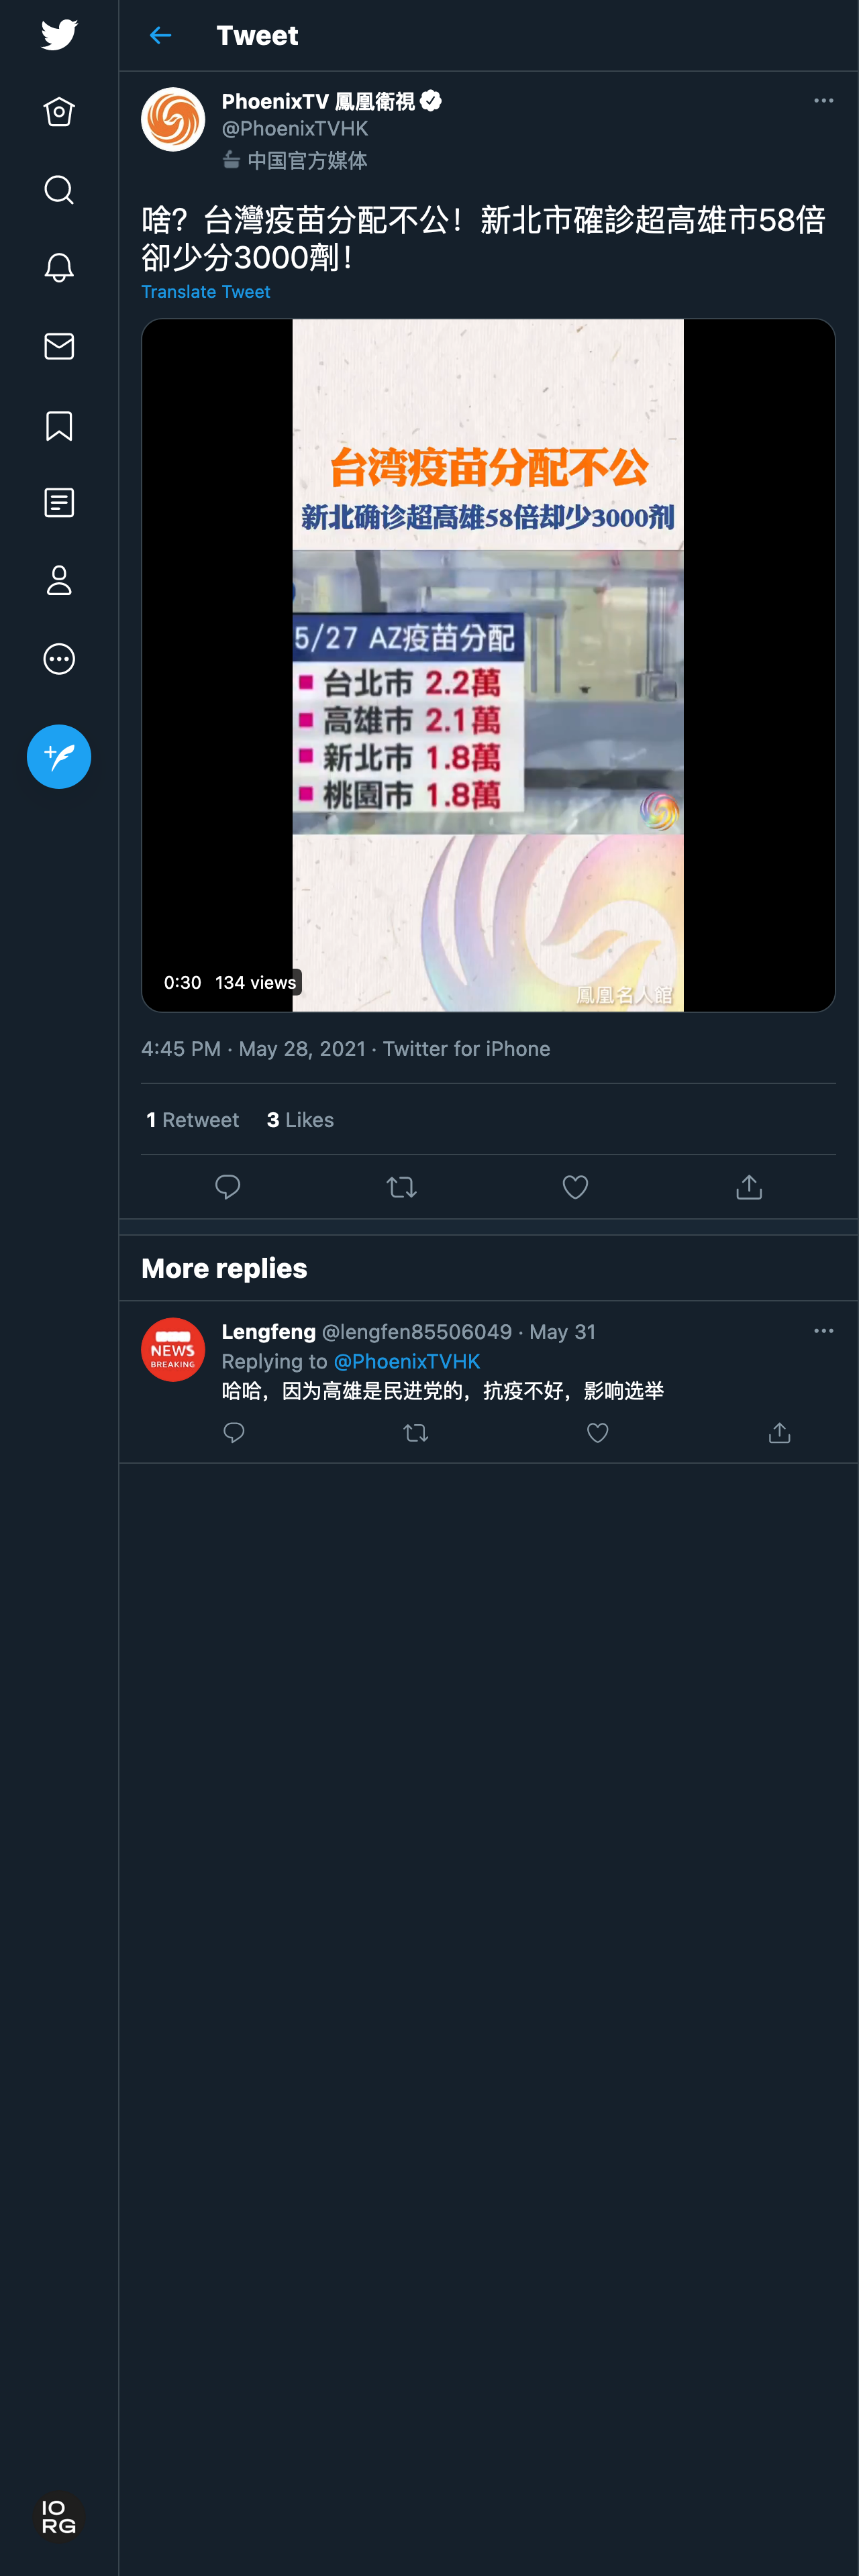 Tweet
PhoenixTV 鳳凰衛視
@PhoenixTVHK
中国官方媒体
啥？台灣疫苗分配不公！新北市確診超高雄市58倍
卻少分3000劑！
Translate Tweet
台湾疫苗分配不公
新北确诊超高雄58倍却少3000剂
5/27 AZ疫苗分配
台北市 2.2萬
高雄市 2.1萬
新北市 1.8萬
桃園市 1.8萬
0:30 134 views
鳳凰名人館
4:45 PM · May 28, 2021 · Twitter for iPhone
1 Retweet 3 Likes
More replies
NEWS
BREAKING
Lengfeng @lengfen85506049 · May 31
Replying to @PhoenixTVHK
哈哈，因为高雄是民进党的，抗疫不好，影响选举
IO
RG